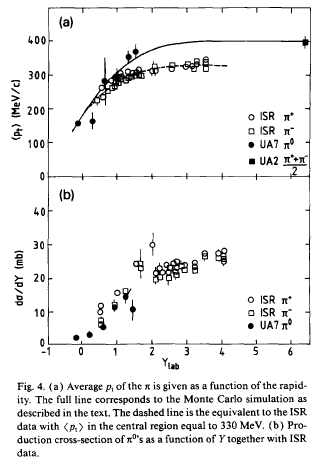 (a)
⟨pt⟩ (MeV/c)
400
300
200
100
0
ISR π+
ISR π−
UA7 π0
UA2 π++π−
2
(b)
dσ/dY (mb)
40
30
20
10
0
ISR π+
ISR π−
UA7 π0
-1 0 1 2 3 4 5 6
Ylab
Fig. 4. (a) Average pt of the π is given as a function of the rapid-
ity. The full line corresponds to the Monte Carlo simulation as
described in the text. The dashed line is the equivalent to the ISR
data with ⟨pt⟩ in the central region equal to 330 MeV. (b) Pro-
duction cross-section of π0's as a function of Y together with ISR
data.